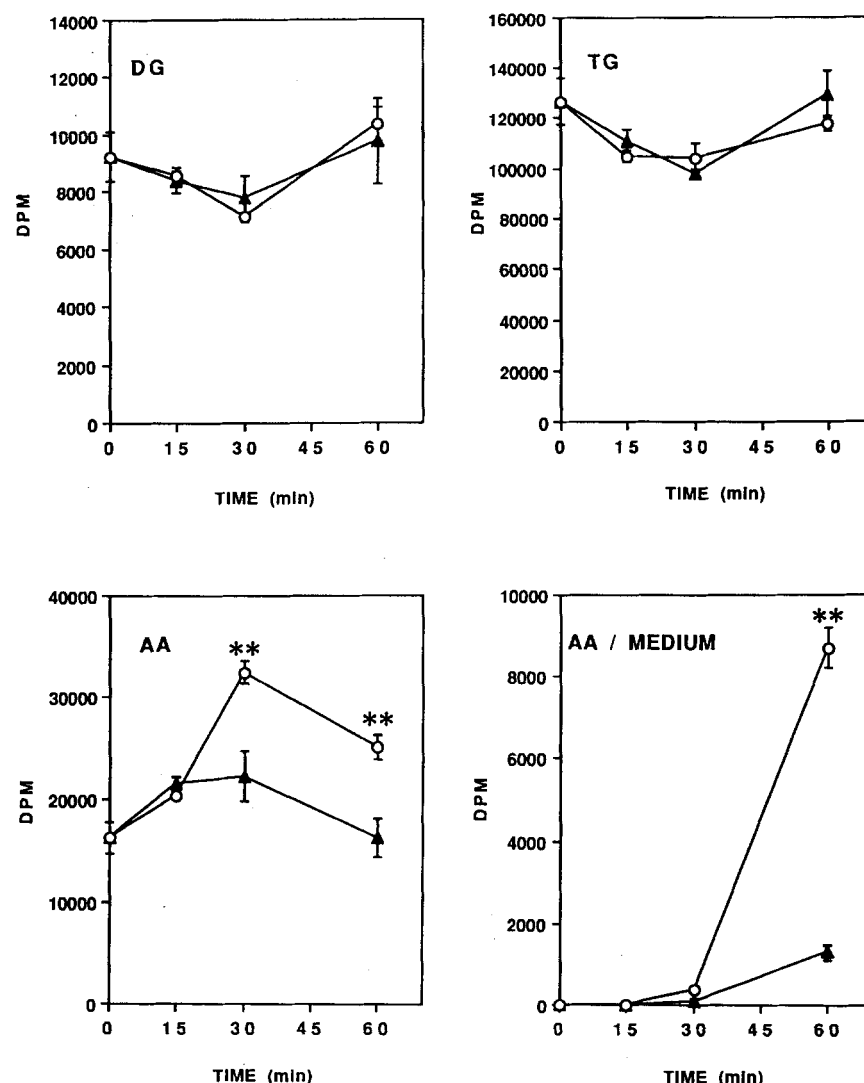 DG
14000
12000
10000
8000
6000
4000
2000
0
DPM
0 15 30 45 60
TIME (min)
TG
160000
140000
120000
100000
80000
60000
40000
20000
0
DPM
0 15 30 45 60
TIME (min)
AA
40000
30000
20000
10000
0
DPM
**
**
0 15 30 45 60
TIME (min)
AA / MEDIUM
10000
8000
6000
4000
2000
0
DPM
**
0 15 30 45 60
TIME (min)